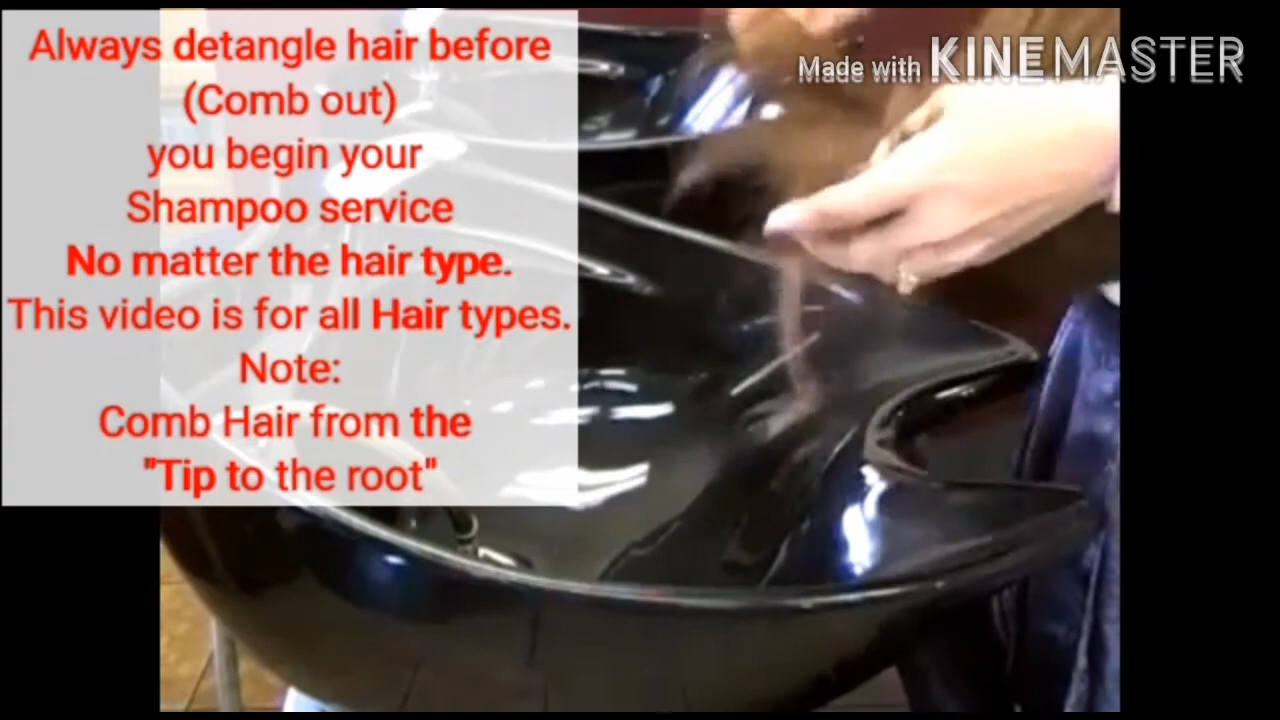 Always detangle hair before
(Comb out)
you begin your
Shampoo service
No matter the hair type.
This video is for all Hair types.
Note:
Comb Hair from the
"Tip to the root"
Made with KINEMASTER